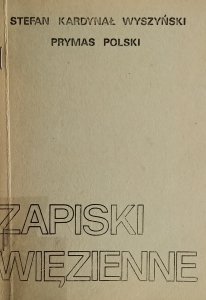 STEFAN KARDYNAŁ WYSZYŃSKI
PRYMAS POLSKI
ZAPISKI
WIĘZIENNE